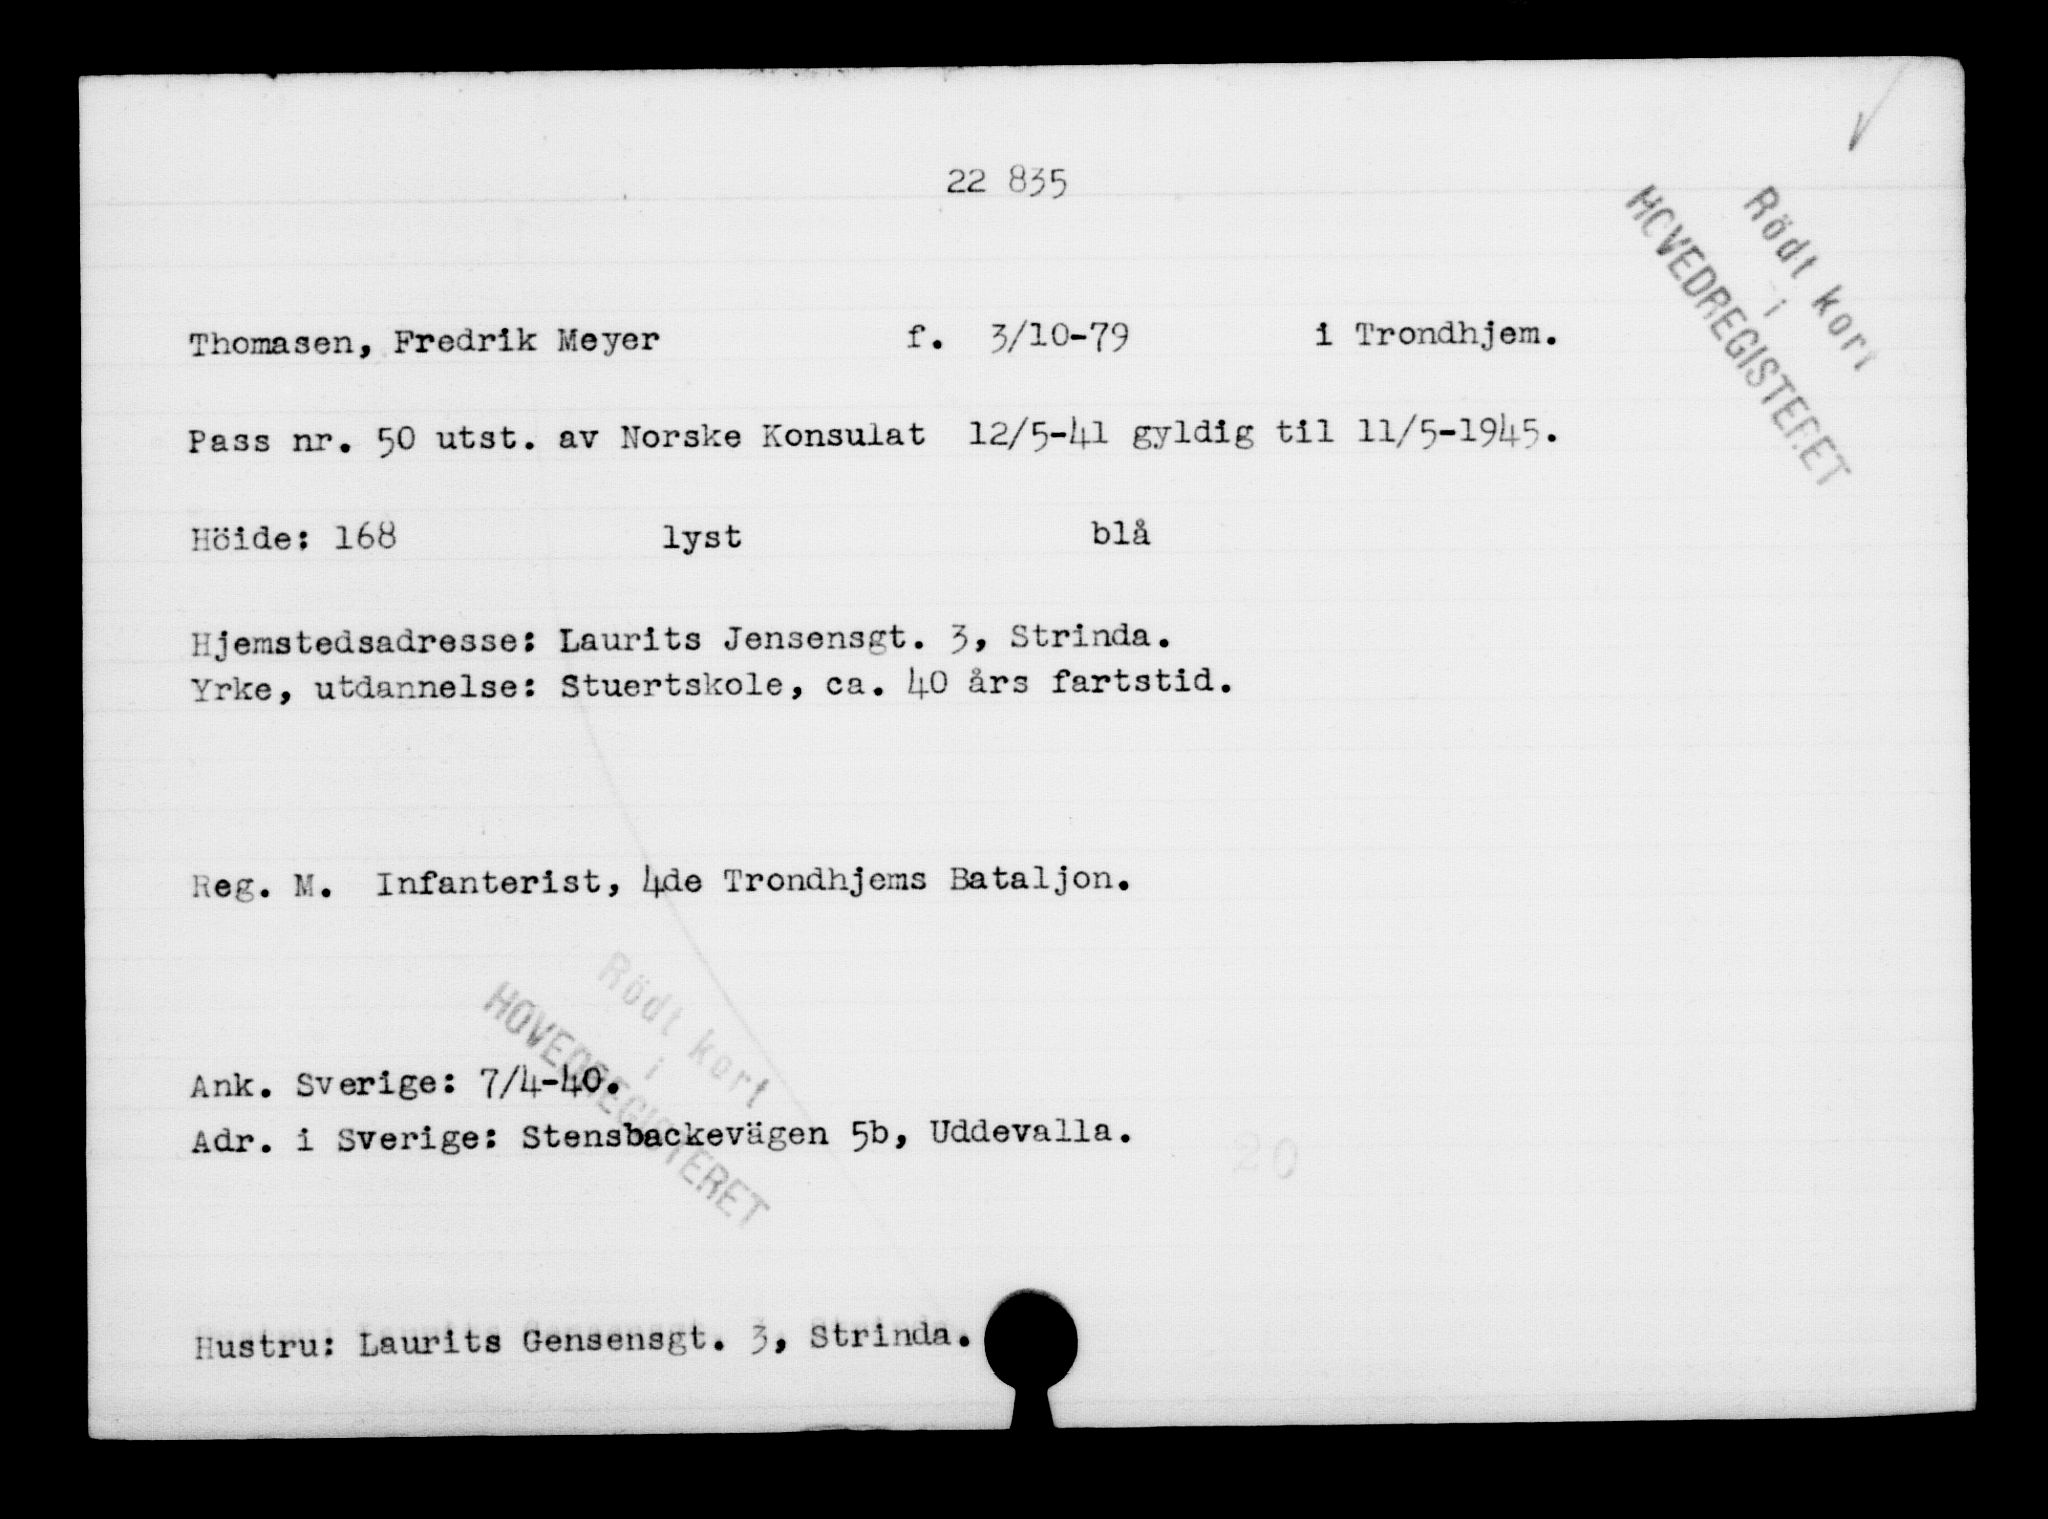 22 835
Rödt kort
i
HOVEDREGISTERET
Thomasen, Fredrik Meyer f. 3/10-79 i Trondhjem.
Pass nr. 50 utst. av Norske Konsulat 12/5-41 gyldig til 11/5-1945.
Höide: 168 lyst blå
Hjemstedsadresse: Laurits Jensensgt. 3, Strinda.
Yrke, utdannelse: Stuertskole, ca. 40 års fartstid.
Reg. M. Infanterist, 4de Trondhjems Bataljon.
Rödt kort
i
HOVEDREGISTERET
Ank. Sverige: 7/4-40.
Adr. i Sverige: Stensbackevägen 5b, Uddevalla.
20
Hustru: Laurits Gensensgt. 3, Strinda.